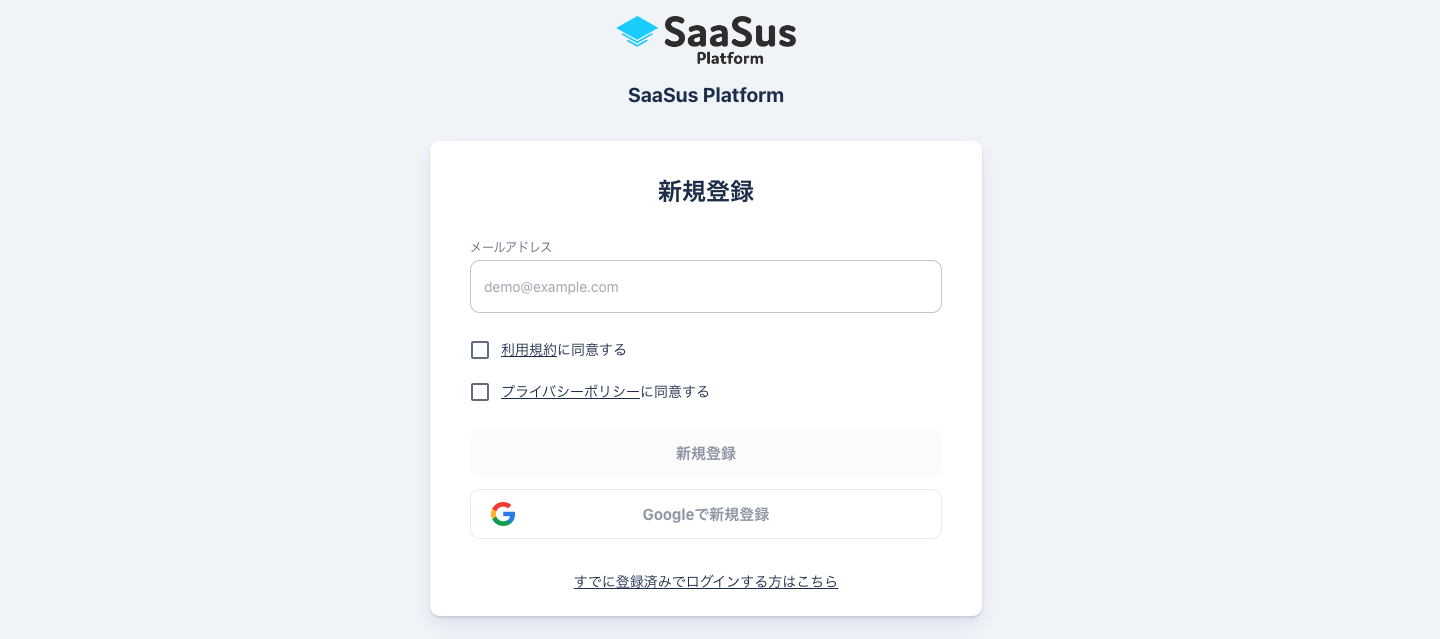 SaaSus
Platform
SaaSus Platform
新規登録
メールアドレス
demo@example.com
利用規約に同意する
プライバシーポリシーに同意する
新規登録
Googleで新規登録
すでに登録済みでログインする方はこちら